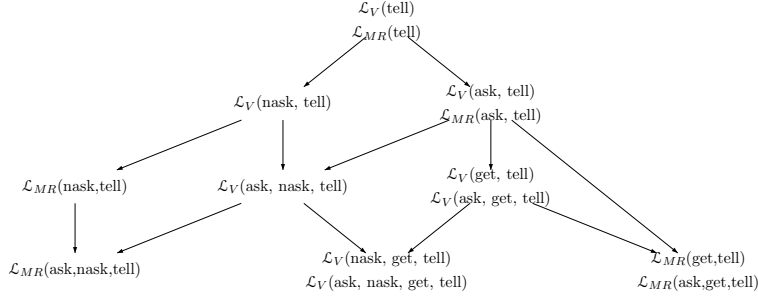 ℒ_V(tell)
ℒ_MR(tell)
ℒ_V(nask, tell)
ℒ_V(ask, tell)
ℒ_MR(ask, tell)
ℒ_MR(nask,tell)
ℒ_V(ask, nask, tell)
ℒ_V(get, tell)
ℒ_V(ask, get, tell)
ℒ_MR(ask,nask,tell)
ℒ_V(nask, get, tell)
ℒ_V(ask, nask, get, tell)
ℒ_MR(get,tell)
ℒ_MR(ask,get,tell)